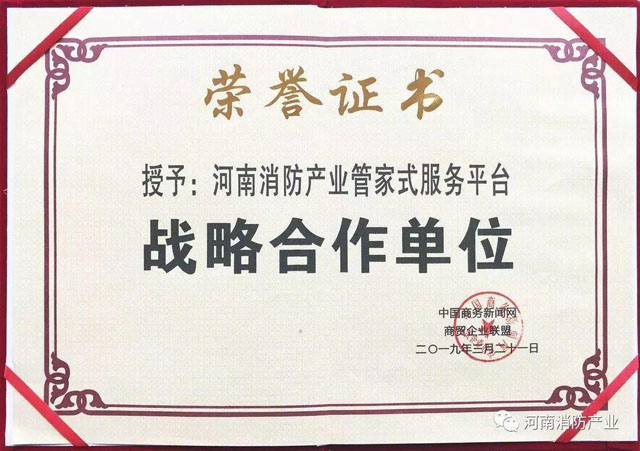 荣誉证书
授予：河南消防产业管家式服务平台
战略合作单位
中国商务新闻网
商贸企业联盟
二〇一九年三月二十一日
河南消防产业